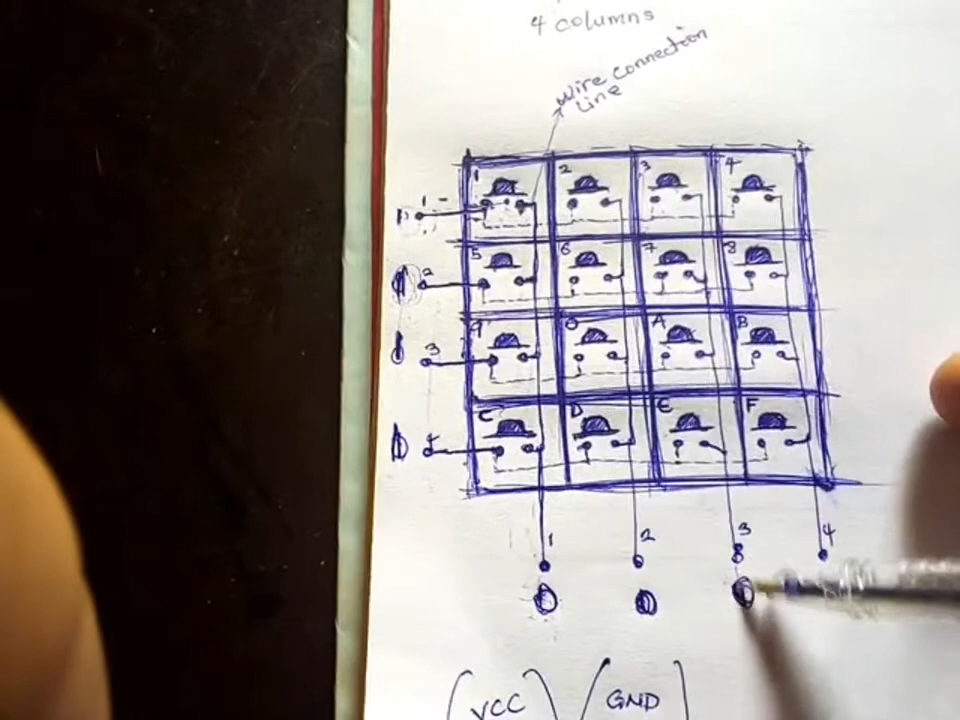 4 columns
wire connection
line
1 2 3 4
1
5 6 7 8
2
9 0 A B
3
C D E F
4
1 2 3 4
VCC GND